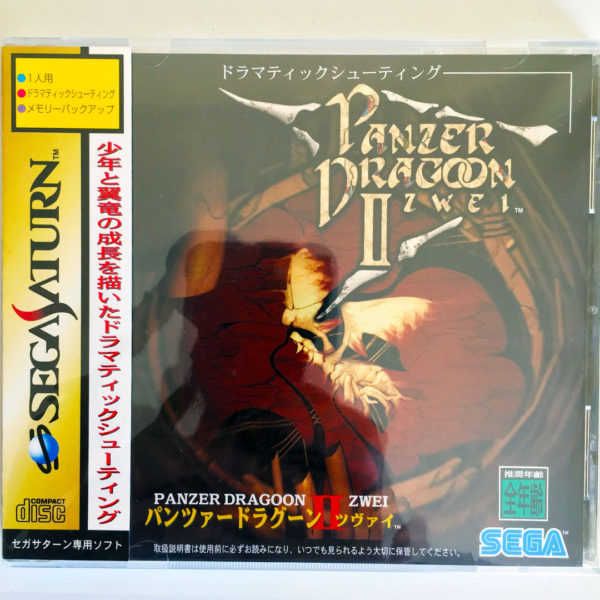 1人用
ドラマティックシューティング
メモリーバックアップ
SEGA SATURN™
少年と翼竜の成長を描いたドラマティックシューティング
COMPACT
disc
セガサターン専用ソフト
ドラマティックシューティング
PANZER
DRAGOON
II ZWEI™
PANZER DRAGOON II ZWEI
パンツァードラグーンII ツヴァイ™
取扱説明書は使用前に必ずお読みになり、いつでも見られるよう大切に保管してください。
推奨年齢
全年齢
SEGA